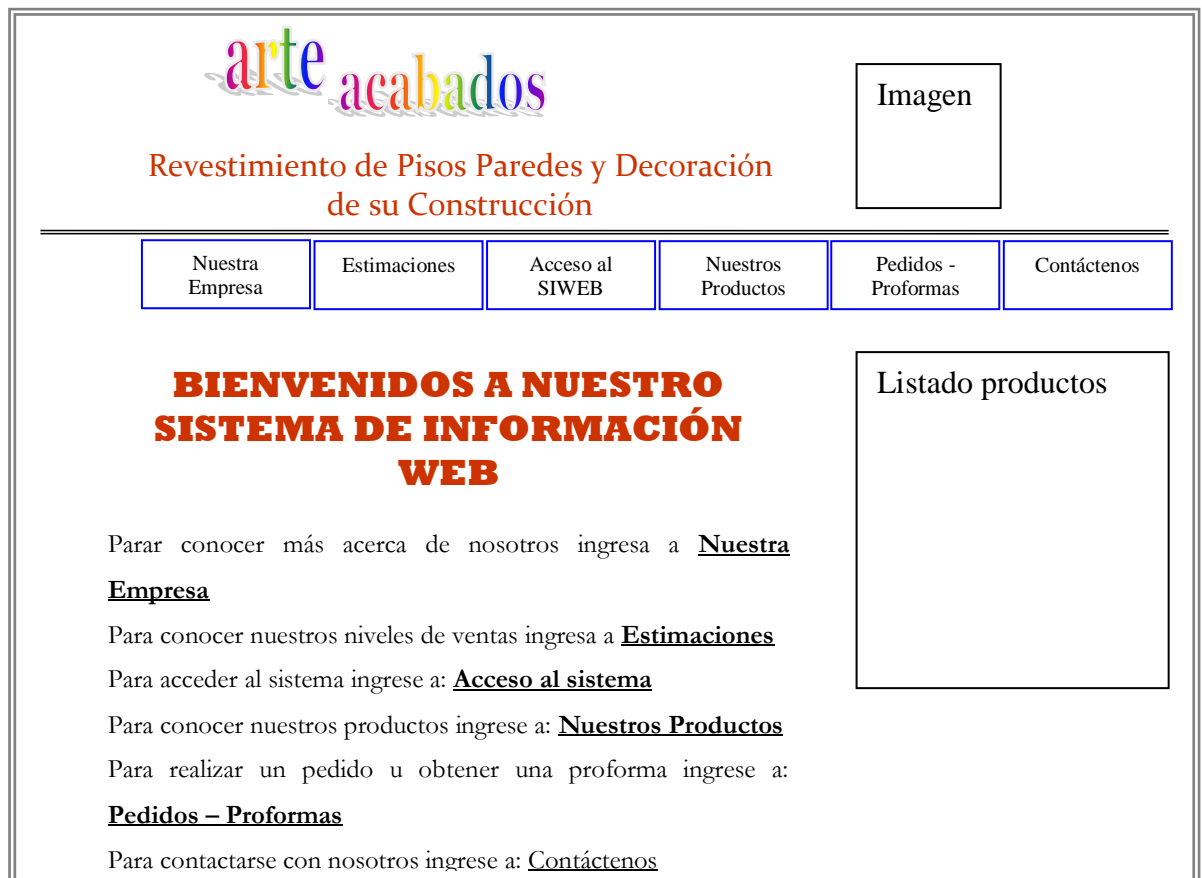 arte acabados
Imagen
Revestimiento de Pisos Paredes y Decoración
de su Construcción
Nuestra
Empresa
Estimaciones
Acceso al
SIWEB
Nuestros
Productos
Pedidos -
Proformas
Contáctenos
BIENVENIDOS A NUESTRO
SISTEMA DE INFORMACIÓN
WEB
Listado productos
Parar conocer más acerca de nosotros ingresa a Nuestra
Empresa
Para conocer nuestros niveles de ventas ingresa a Estimaciones
Para acceder al sistema ingrese a: Acceso al sistema
Para conocer nuestros productos ingrese a: Nuestros Productos
Para realizar un pedido u obtener una proforma ingrese a:
Pedidos – Proformas
Para contactarse con nosotros ingrese a: Contáctenos